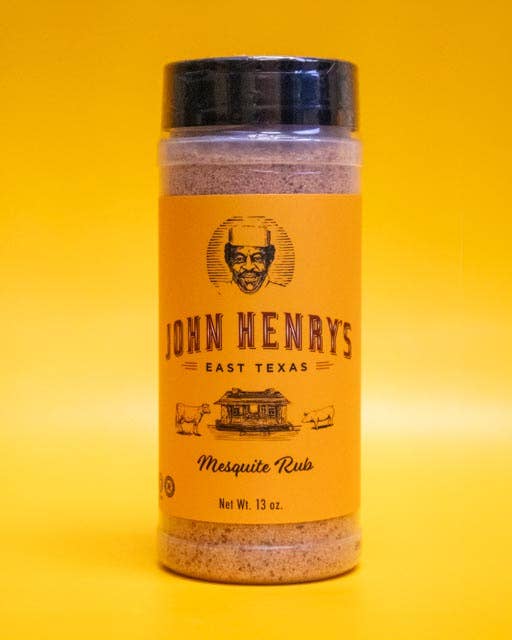 JOHN HENRY'S
EAST TEXAS
Mesquite Rub
Net Wt. 13 oz.